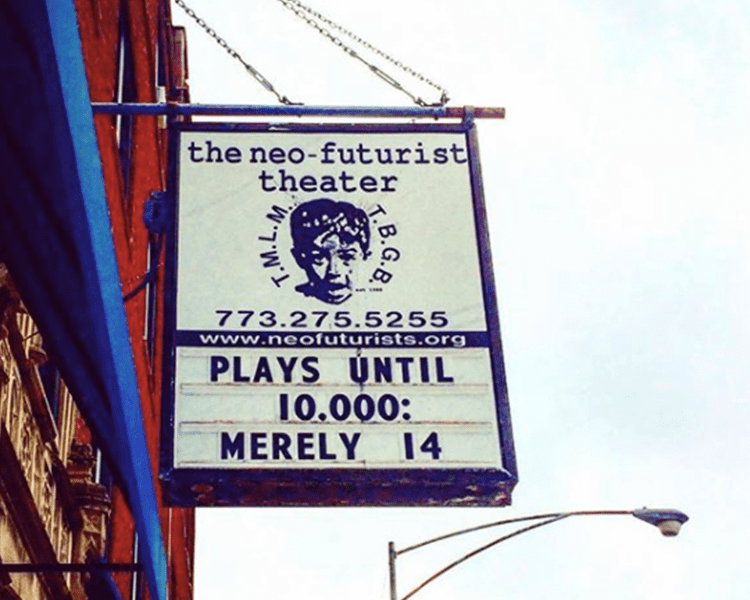 the neo-futurist
theater
T.M.L.M.
T.B.G.B.
773.275.5255
www.neofuturists.org
PLAYS UNTIL
10.000:
MERELY 14